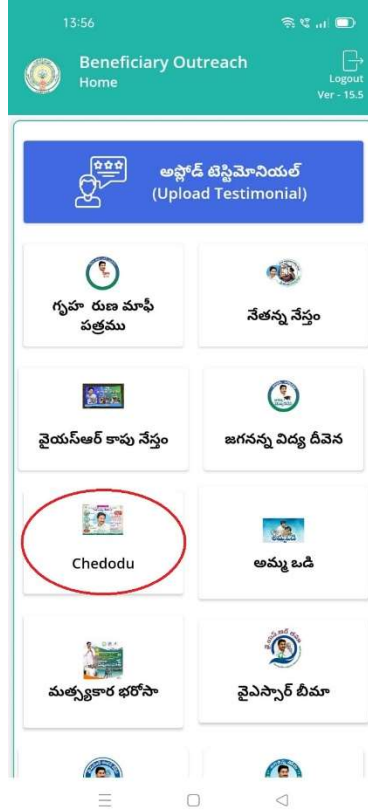 13:56
Beneficiary Outreach
Home
Logout
Ver - 15.5
అప్లోడ్ టెస్టిమోనియల్
(Upload Testimonial)
గృహ రుణ మాఫీ
పత్రము
నేతన్న నేస్తం
వైయస్ఆర్ కాపు నేస్తం
జగనన్న విద్య దీవెన
Chedodu
అమ్మ ఒడి
మత్స్యకార భరోసా
వైఎస్సార్ బీమా